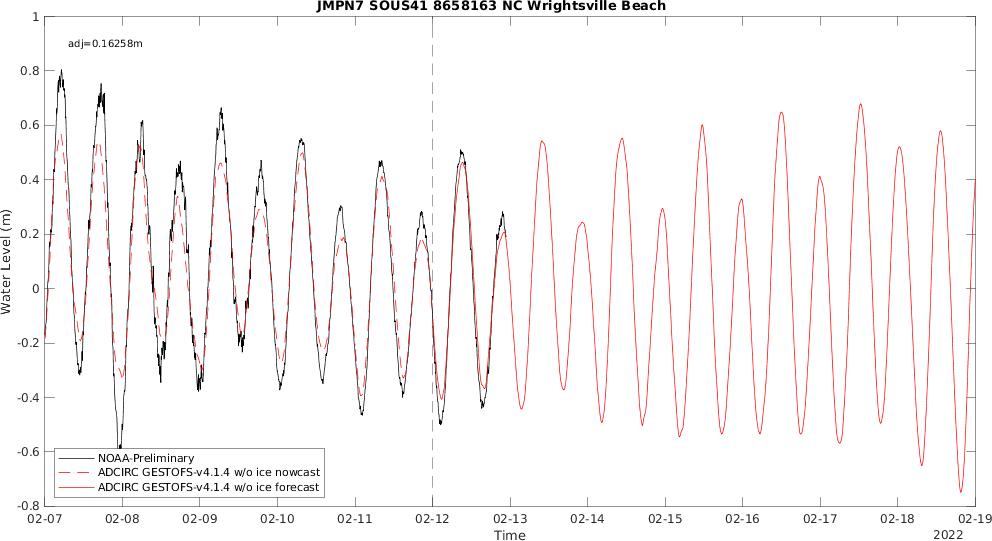 JMPN7 SOUS41 8658163 NC Wrightsville Beach
adj=0.16258m
1
0.8
0.6
0.4
0.2
0
-0.2
-0.4
-0.6
-0.8
Water Level (m)
NOAA-Preliminary
ADCIRC GESTOFS-v4.1.4 w/o ice nowcast
ADCIRC GESTOFS-v4.1.4 w/o ice forecast
02-07 02-08 02-09 02-10 02-11 02-12 02-13 02-14 02-15 02-16 02-17 02-18 02-19
Time
2022